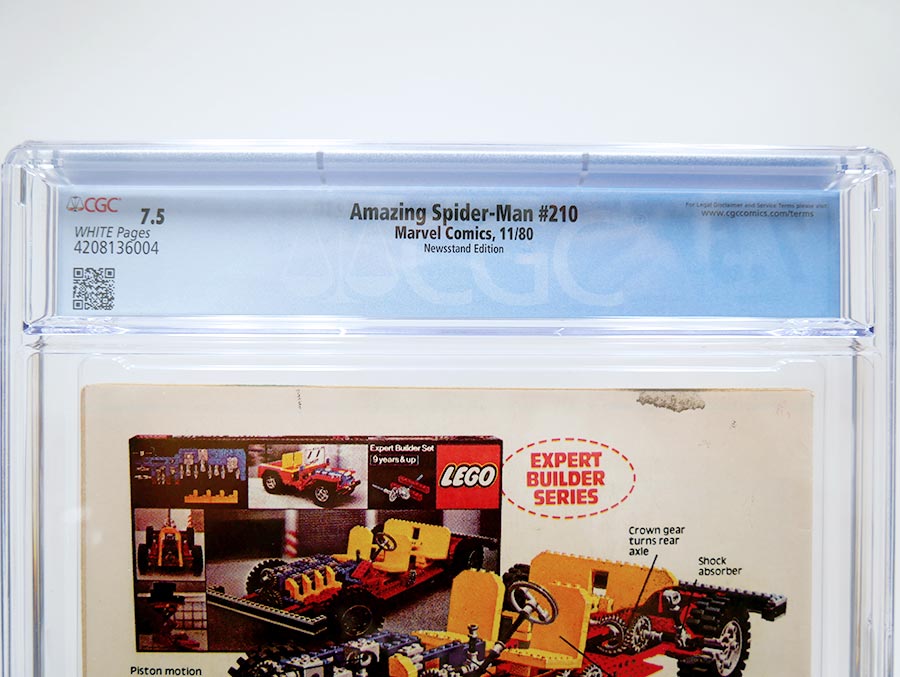 CGC
7.5
WHITE Pages
4208136004
Amazing Spider-Man #210
Marvel Comics, 11/80
Newsstand Edition
For Legal Disclaimer and Service Terms please visit
www.cgccomics.com/terms
CGC
Expert Builder Set
9 years & up
LEGO
EXPERT
BUILDER
SERIES
Crown gear
turns rear
axle
Shock
absorber
Piston motion